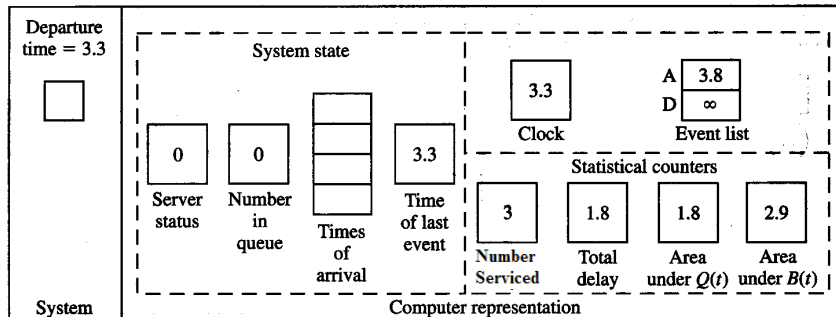 Departure
time = 3.3
System
System state
0
Server
status
0
Number
in
queue
Times
of
arrival
3.3
Time
of last
event
3.3
Clock
A 3.8
D ∞
Event list
Statistical counters
3
Number
Serviced
1.8
Total
delay
1.8
Area
under Q(t)
2.9
Area
under B(t)
Computer representation